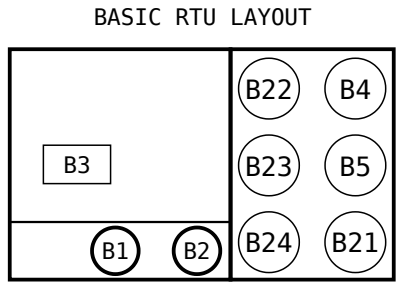 BASIC RTU LAYOUT
B22 B4
B3
B23 B5
B1 B2
B24 B21